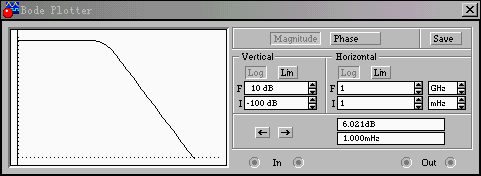 Bode Plotter
Magnitude Phase Save
Vertical Horizontal
Log Lin Log Lin
F 10 dB F 1 GHz
I -100 dB I 1 mHz
6.021dB
1.000mHz
In Out